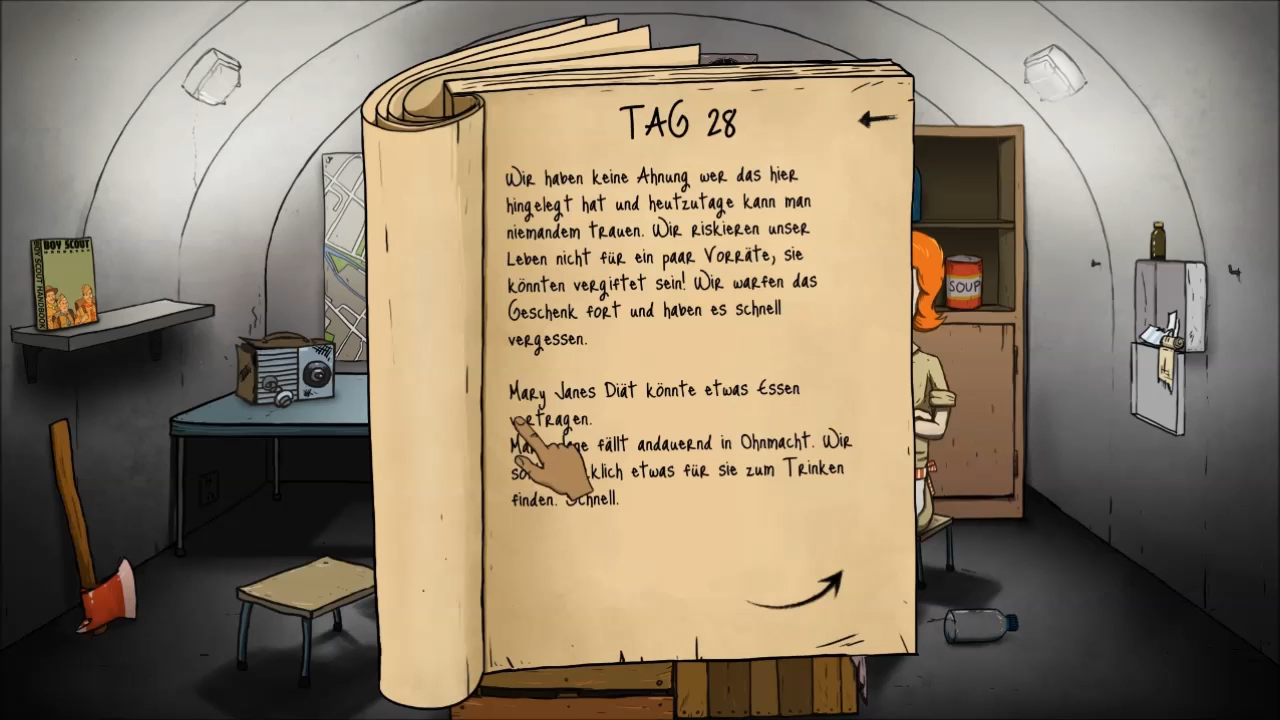 TAG 28
Wir haben keine Ahnung wer das hier
hingelegt hat und heutzutage kann man
niemandem trauen. Wir riskieren unser
Leben nicht für ein paar Vorräte, sie
könnten vergiftet sein! Wir warfen das
Geschenk fort und haben es schnell
vergessen.
Mary Janes Diät könnte etwas Essen
vertragen.
fällt andauernd in Ohnmacht. Wir
etwas für sie zum Trinken
finden. Schnell.
BOY SCOUT
BOY SCOUT HANDBOOK
SOUP